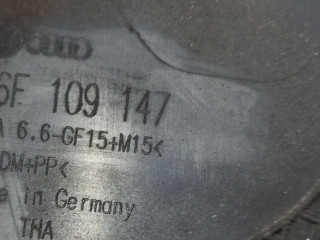 6F 109 147
A 6.6-GF15+M15<
DM+PP<
e in Germany
THA